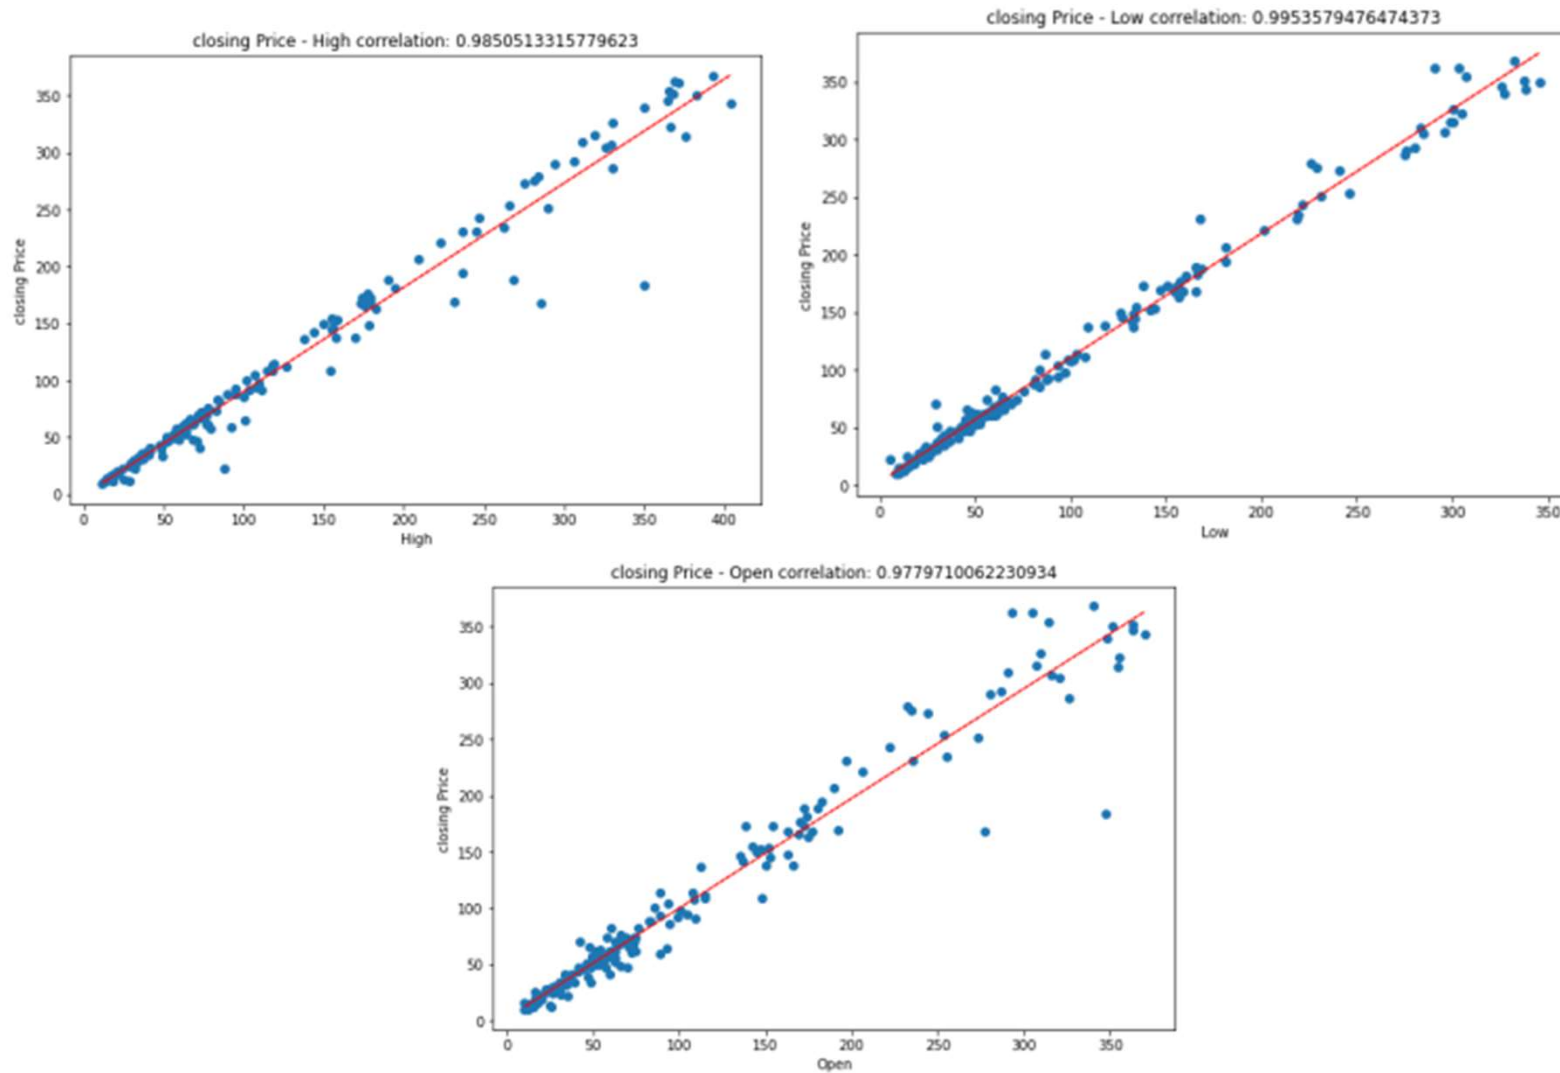 closing Price - High correlation: 0.9850513315779623
350
300
250
200
150
100
50
0
closing Price
0 50 100 150 200 250 300 350 400
High
closing Price - Low correlation: 0.9953579476474373
350
300
250
200
150
100
50
0
closing Price
0 50 100 150 200 250 300 350
Low
closing Price - Open correlation: 0.9779710062230934
350
300
250
200
150
100
50
0
closing Price
0 50 100 150 200 250 300 350
Open